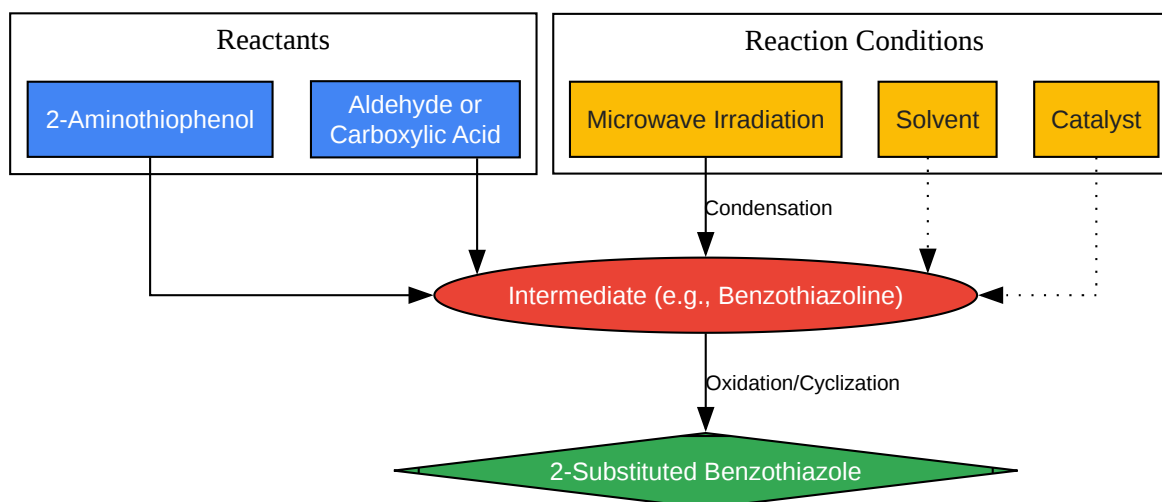 Reactants
Reaction Conditions
2-Aminothiophenol
Aldehyde or
Carboxylic Acid
Microwave Irradiation
Solvent
Catalyst
Condensation
Intermediate (e.g., Benzothiazoline)
Oxidation/Cyclization
2-Substituted Benzothiazole